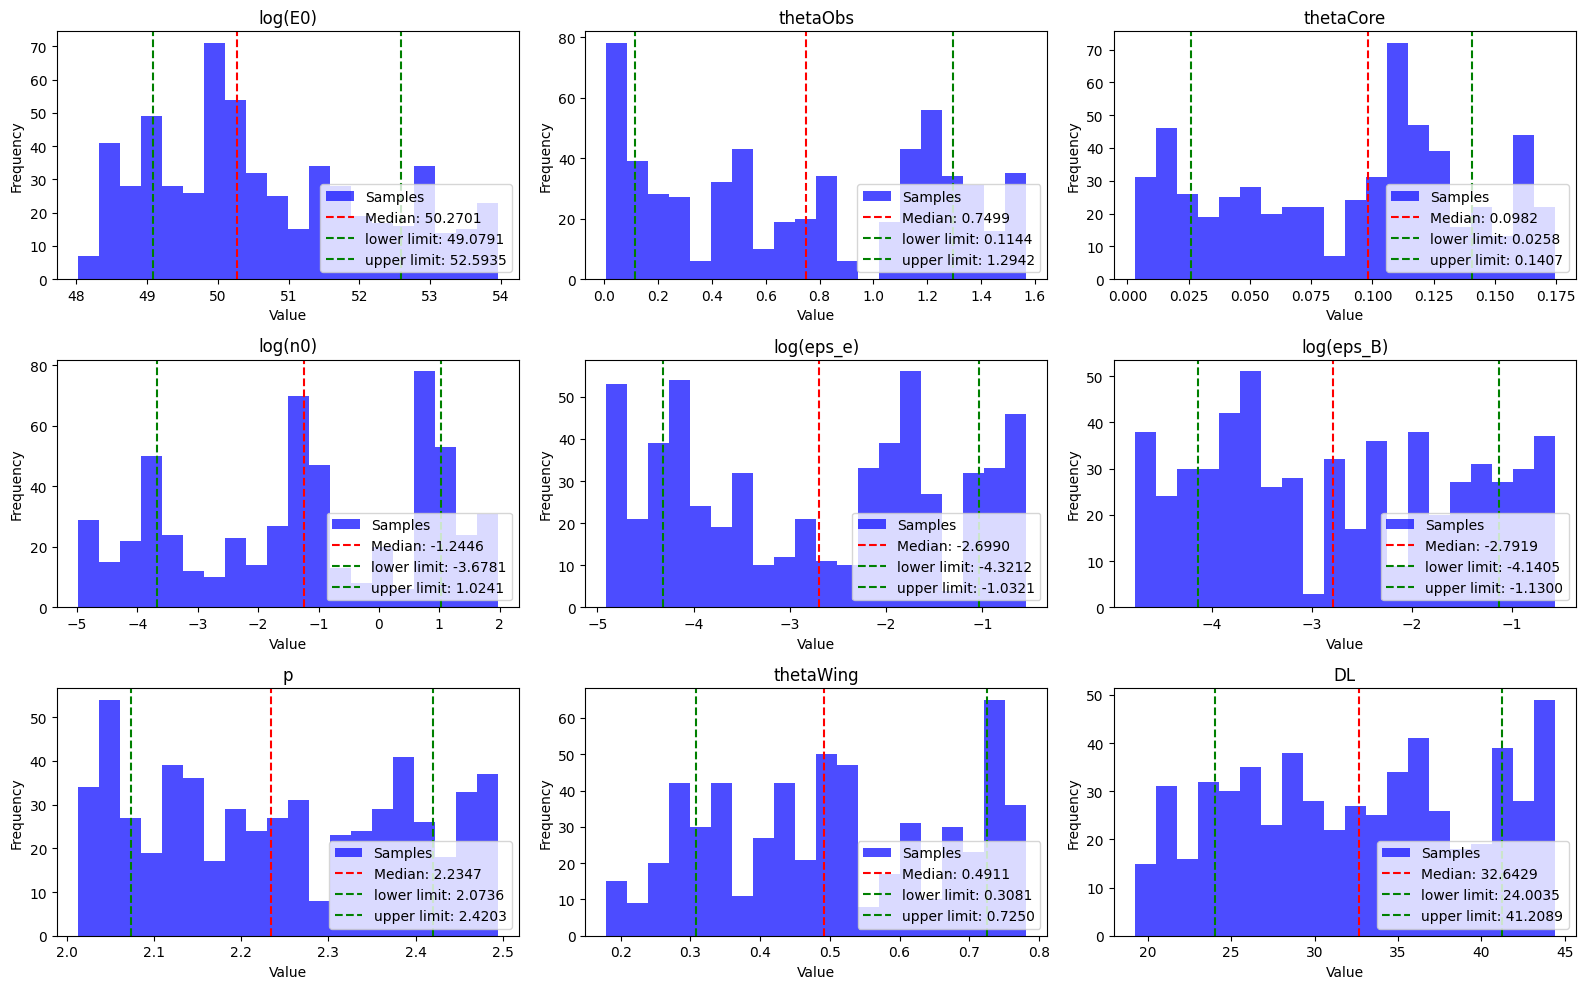 log(E0)
Frequency
70
60
50
40
30
20
10
0
48 49 50 51 52 53 54
Value
Samples
Median: 50.2701
lower limit: 49.0791
upper limit: 52.5935
thetaObs
Frequency
80
60
40
20
0
0.0 0.2 0.4 0.6 0.8 1.0 1.2 1.4 1.6
Value
Samples
Median: 0.7499
lower limit: 0.1144
upper limit: 1.2942
thetaCore
Frequency
70
60
50
40
30
20
10
0
0.000 0.025 0.050 0.075 0.100 0.125 0.150 0.175
Value
Samples
Median: 0.0982
lower limit: 0.0258
upper limit: 0.1407
log(n0)
Frequency
80
60
40
20
0
−5 −4 −3 −2 −1 0 1 2
Value
Samples
Median: -1.2446
lower limit: -3.6781
upper limit: 1.0241
log(eps_e)
Frequency
50
40
30
20
10
0
−5 −4 −3 −2 −1
Value
Samples
Median: -2.6990
lower limit: -4.3212
upper limit: -1.0321
log(eps_B)
Frequency
50
40
30
20
10
0
−4 −3 −2 −1
Value
Samples
Median: -2.7919
lower limit: -4.1405
upper limit: -1.1300
p
Frequency
50
40
30
20
10
0
2.0 2.1 2.2 2.3 2.4 2.5
Value
Samples
Median: 2.2347
lower limit: 2.0736
upper limit: 2.4203
thetaWing
Frequency
60
50
40
30
20
10
0
0.2 0.3 0.4 0.5 0.6 0.7 0.8
Value
Samples
Median: 0.4911
lower limit: 0.3081
upper limit: 0.7250
DL
Frequency
50
40
30
20
10
0
20 25 30 35 40 45
Value
Samples
Median: 32.6429
lower limit: 24.0035
upper limit: 41.2089